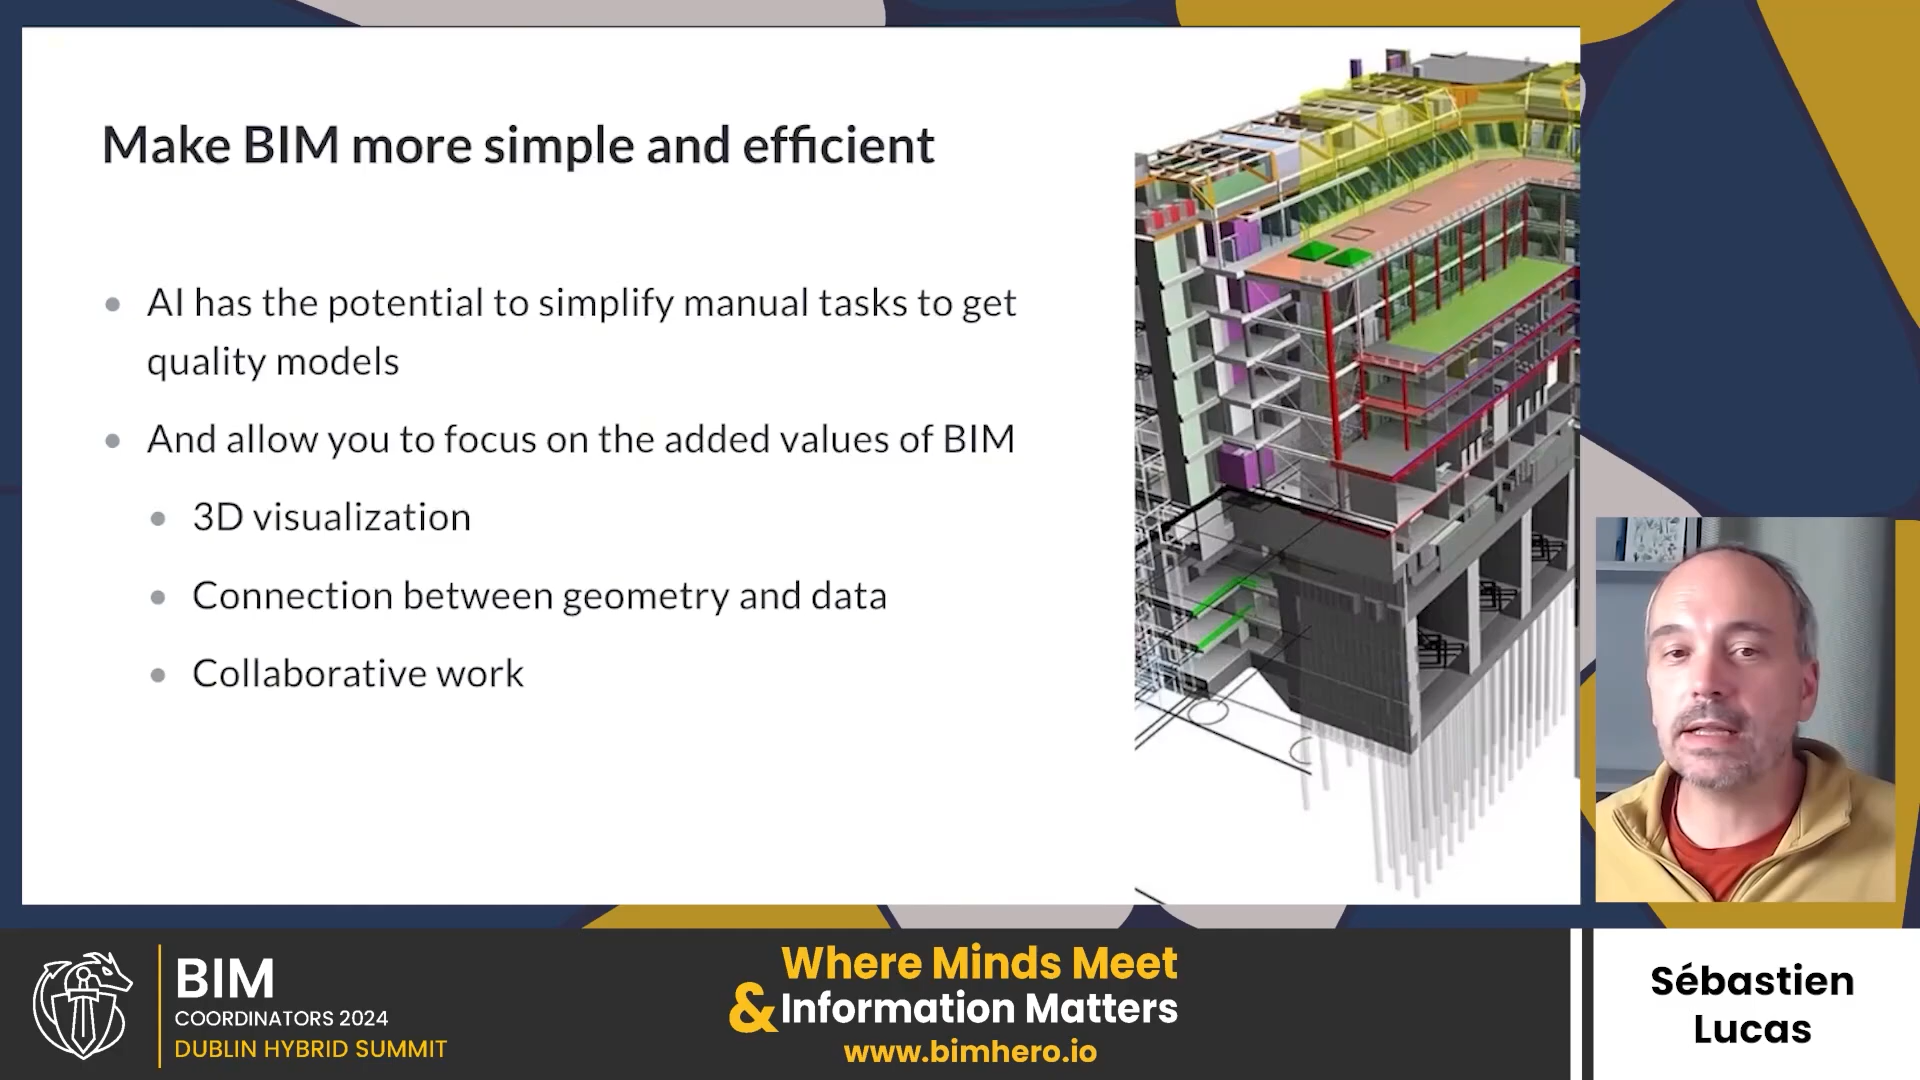 Make BIM more simple and efficient
AI has the potential to simplify manual tasks to get
quality models
And allow you to focus on the added values of BIM
3D visualization
Connection between geometry and data
Collaborative work
BIM
COORDINATORS 2024
DUBLIN HYBRID SUMMIT
Where Minds Meet
& Information Matters
www.bimhero.io
Sébastien
Lucas